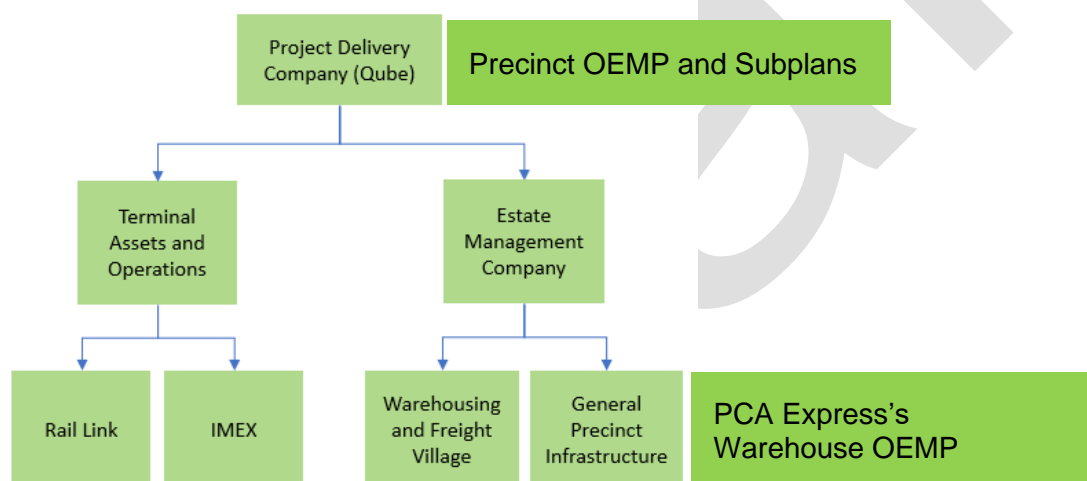 Project Delivery
Company (Qube)
Precinct OEMP and Subplans
Terminal
Assets and
Operations
Estate
Management
Company
Rail Link
IMEX
Warehousing
and Freight
Village
General
Precinct
Infrastructure
PCA Express’s
Warehouse OEMP